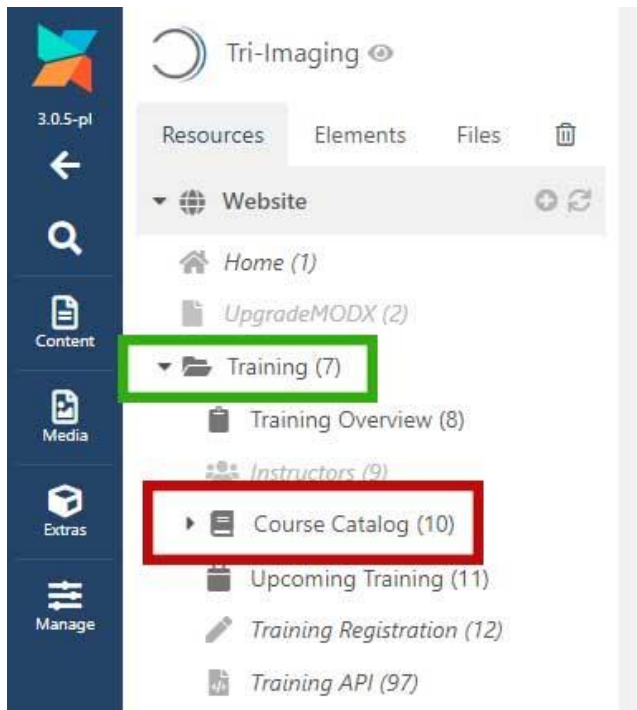 Tri-Imaging
3.0.5-pl
Resources Elements Files
Website
Home (1)
UpgradeMODX (2)
Content
Training (7)
Training Overview (8)
Media
Instructors (9)
Extras
Course Catalog (10)
Upcoming Training (11)
Manage
Training Registration (12)
Training API (97)